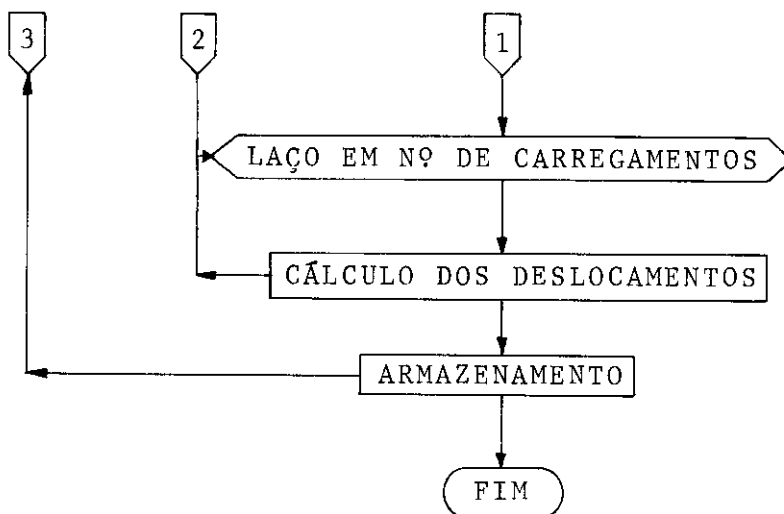 3 2 1
LAÇO EM Nº DE CARREGAMENTOS
CÁLCULO DOS DESLOCAMENTOS
ARMAZENAMENTO
FIM